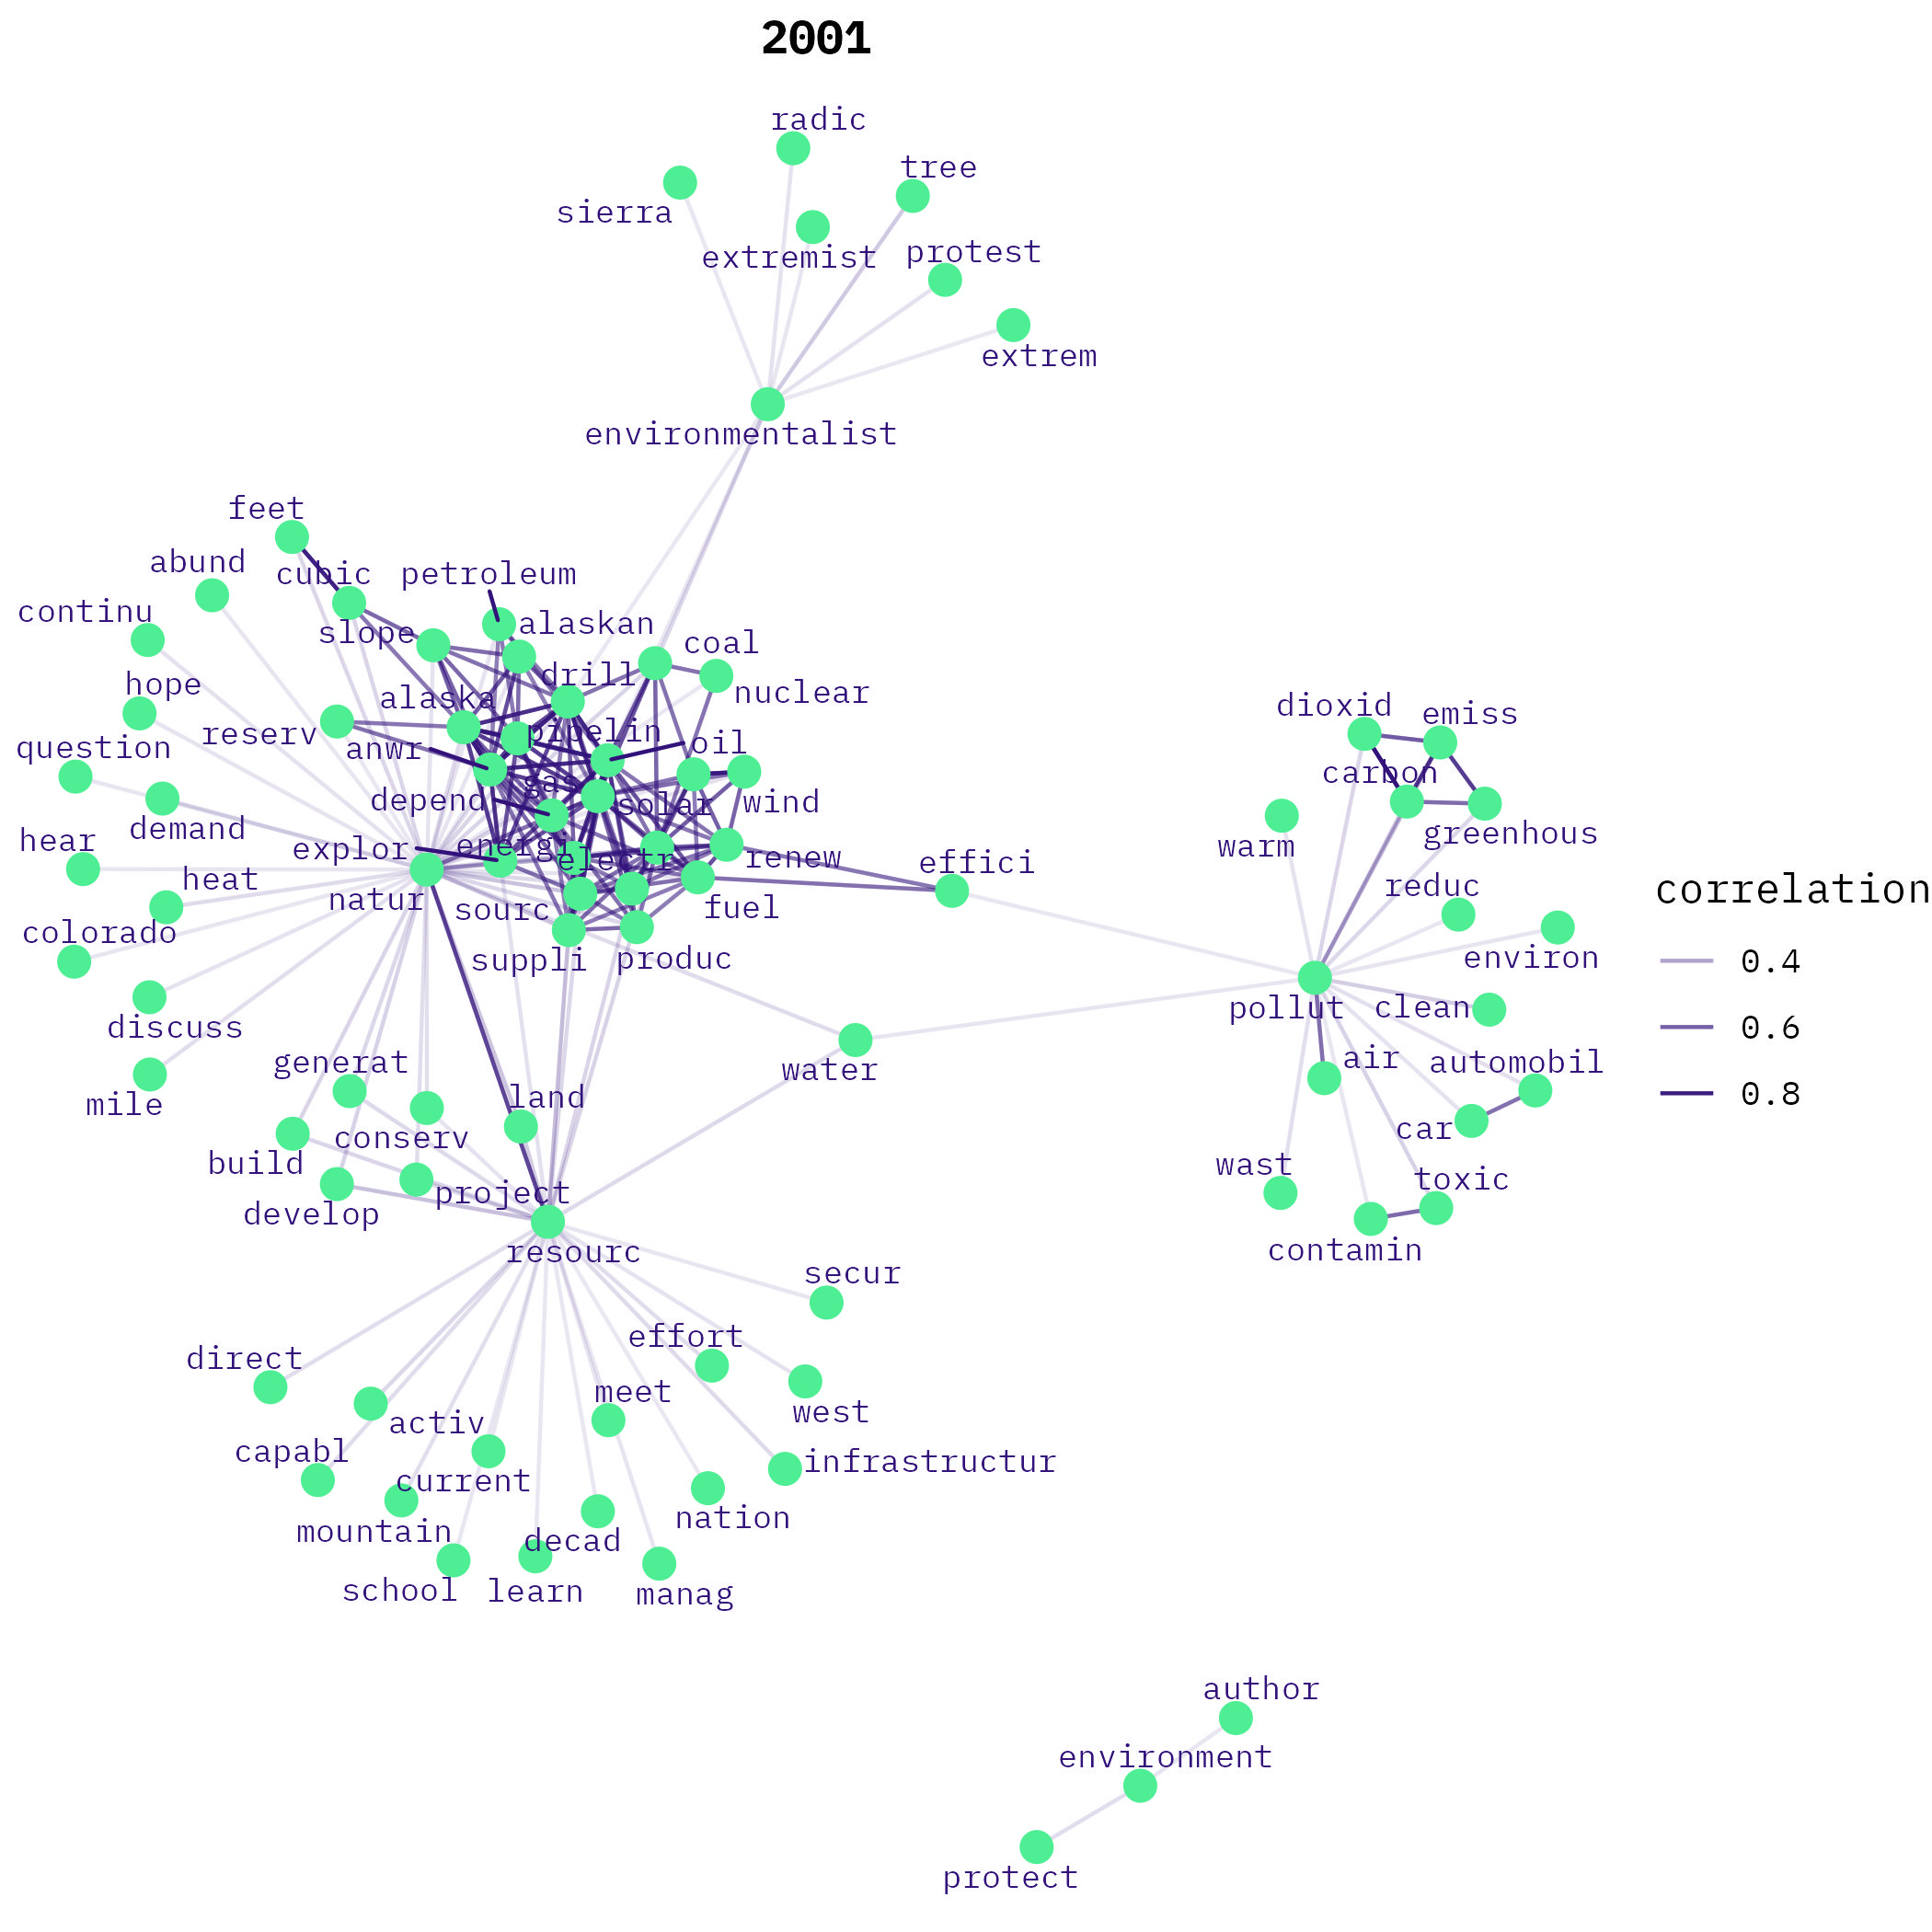 2001
radic
tree
sierra
extremist
protest
extrem
environmentalist
feet
abund
cubic
petroleum
continu
slope
alaskan
coal
hope
drill
nuclear
alaska
reserv
question
anwr
pipelin
oil
dioxid
emiss
carbon
gas
depend
solar
wind
demand
hear
explor
energi
electr
renew
effici
warm
greenhous
heat
natur
sourc
fuel
reduc
correlation
colorado
suppli
produc
environ
0.4
discuss
pollut
clean
0.6
generat
water
air
automobil
mile
land
0.8
conserv
car
build
project
wast
toxic
develop
resourc
contamin
secur
direct
effort
meet
activ
west
capabl
current
infrastructur
mountain
decad
nation
school
learn
manag
author
environment
protect